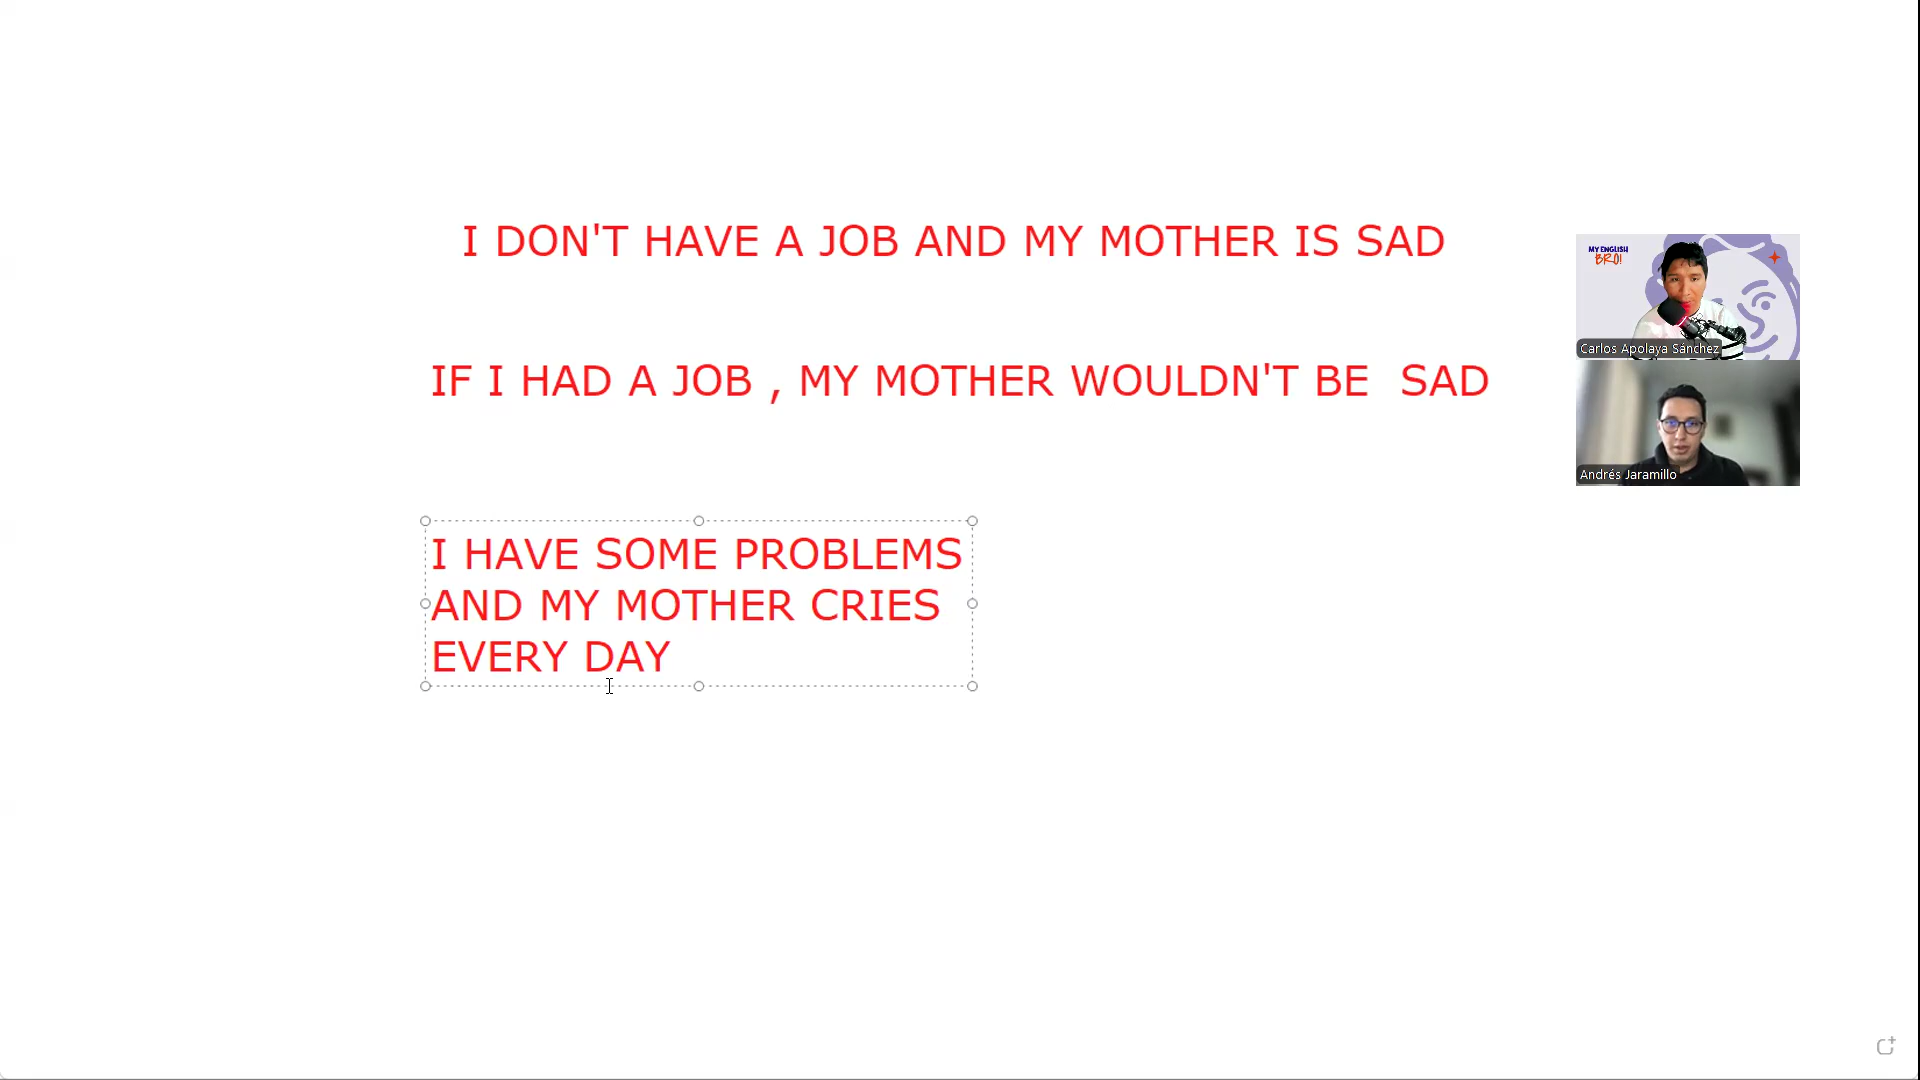 I DON'T HAVE A JOB AND MY MOTHER IS SAD
MY ENGLISH
BRO!
Carlos Apolaya Sánchez
IF I HAD A JOB , MY MOTHER WOULDN'T BE  SAD
Andrés Jaramillo
I HAVE SOME PROBLEMS
AND MY MOTHER CRIES
EVERY DAY